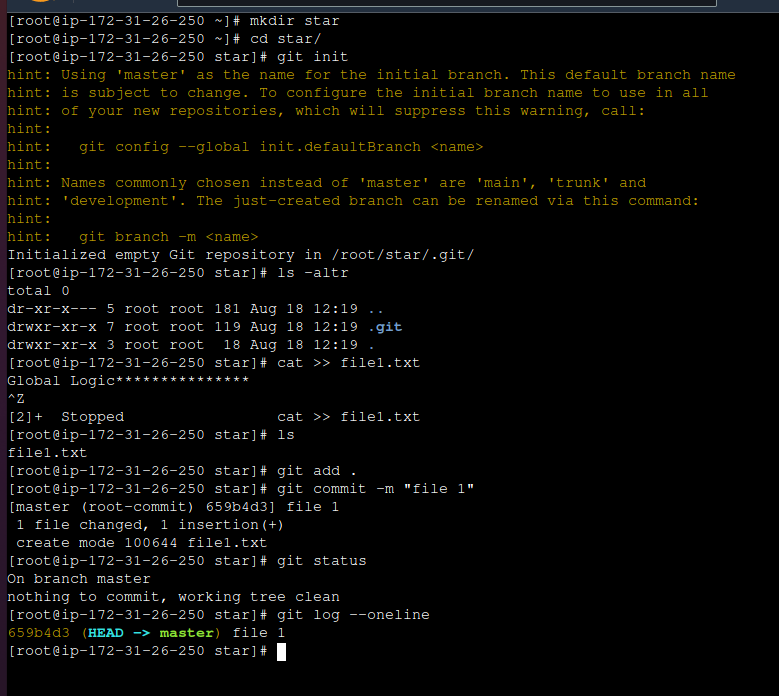 [root@ip-172-31-26-250 ~]# mkdir star
[root@ip-172-31-26-250 ~]# cd star/
[root@ip-172-31-26-250 star]# git init
hint: Using 'master' as the name for the initial branch. This default branch name
hint: is subject to change. To configure the initial branch name to use in all
hint: of your new repositories, which will suppress this warning, call:
hint:
hint:   git config --global init.defaultBranch <name>
hint:
hint: Names commonly chosen instead of 'master' are 'main', 'trunk' and
hint: 'development'. The just-created branch can be renamed via this command:
hint:
hint:   git branch -m <name>
Initialized empty Git repository in /root/star/.git/
[root@ip-172-31-26-250 star]# ls -altr
total 0
dr-xr-x--- 5 root root 181 Aug 18 12:19 ..
drwxr-xr-x 7 root root 119 Aug 18 12:19 .git
drwxr-xr-x 3 root root  18 Aug 18 12:19 .
[root@ip-172-31-26-250 star]# cat >> file1.txt
Global Logic***************
^Z
[2]+  Stopped                 cat >> file1.txt
[root@ip-172-31-26-250 star]# ls
file1.txt
[root@ip-172-31-26-250 star]# git add .
[root@ip-172-31-26-250 star]# git commit -m "file 1"
[master (root-commit) 659b4d3] file 1
 1 file changed, 1 insertion(+)
 create mode 100644 file1.txt
[root@ip-172-31-26-250 star]# git status
On branch master
nothing to commit, working tree clean
[root@ip-172-31-26-250 star]# git log --oneline
659b4d3 (HEAD -> master) file 1
[root@ip-172-31-26-250 star]#